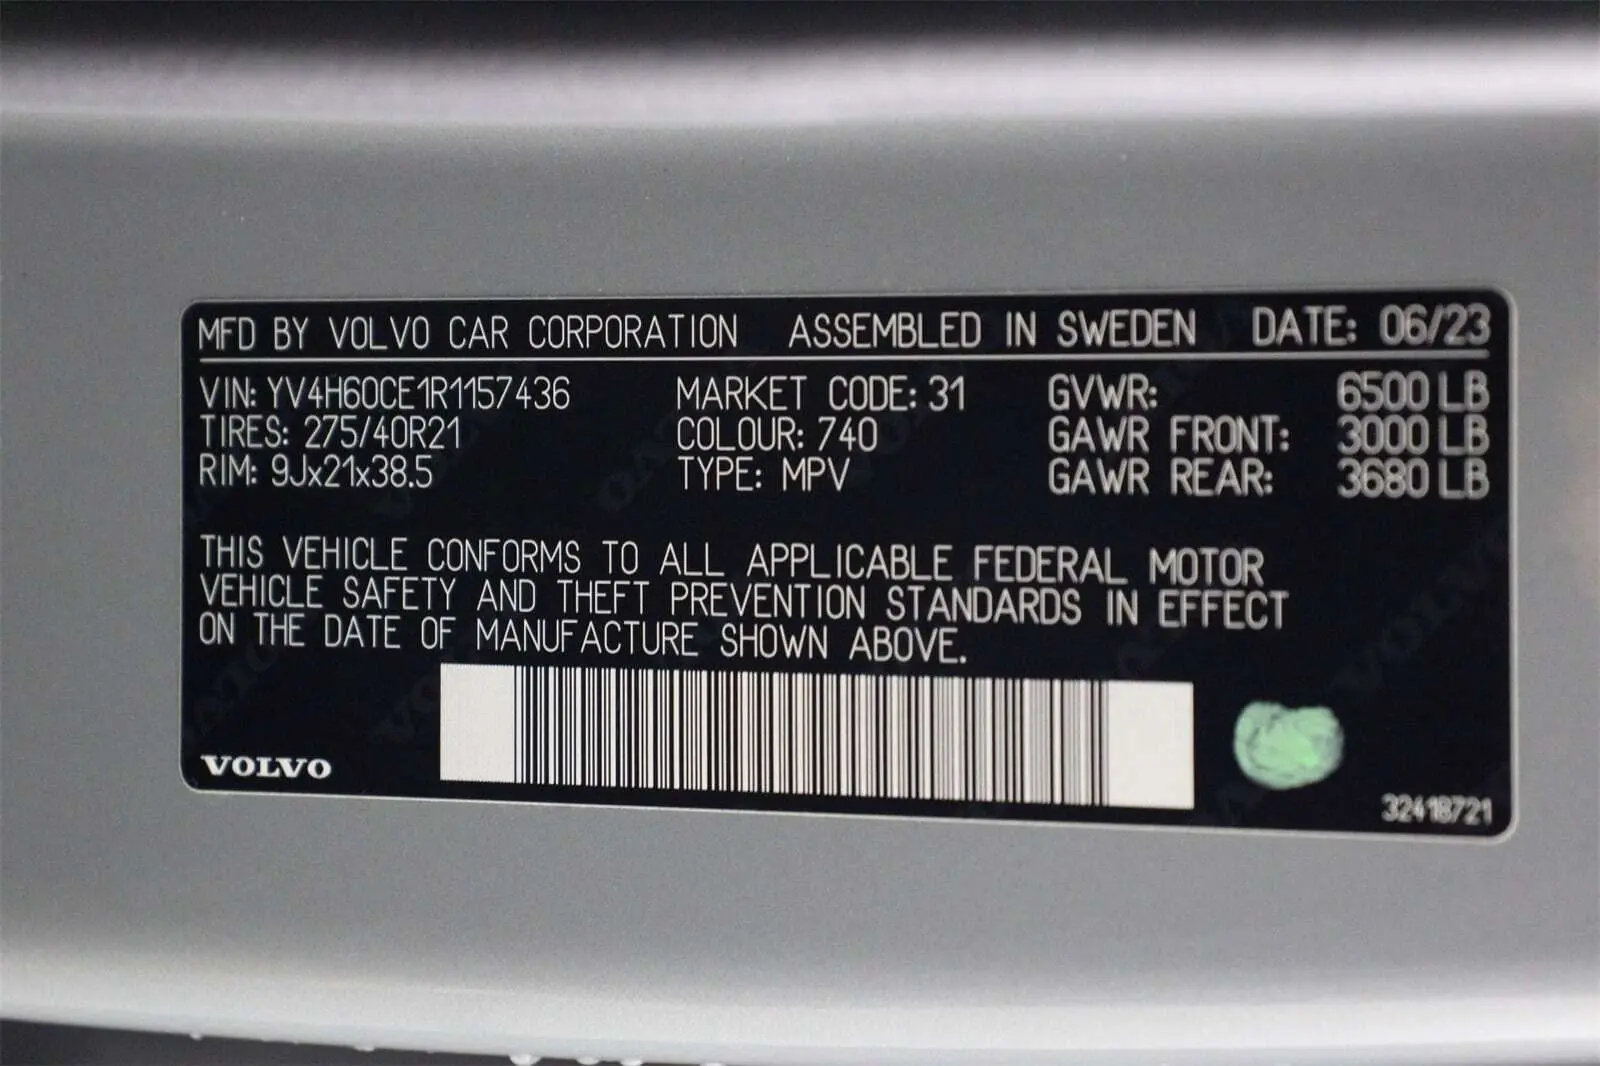 MFD BY VOLVO CAR CORPORATION ASSEMBLED IN SWEDEN DATE: 06/23
VIN: YV4H60CE1R1157436 MARKET CODE: 31 GVWR: 6500 LB
TIRES: 275/40R21 COLOUR: 740 GAWR FRONT: 3000 LB
RIM: 9Jx21x38.5 TYPE: MPV GAWR REAR: 3680 LB
THIS VEHICLE CONFORMS TO ALL APPLICABLE FEDERAL MOTOR
VEHICLE SAFETY AND THEFT PREVENTION STANDARDS IN EFFECT
ON THE DATE OF MANUFACTURE SHOWN ABOVE.
VOLVO
32418721